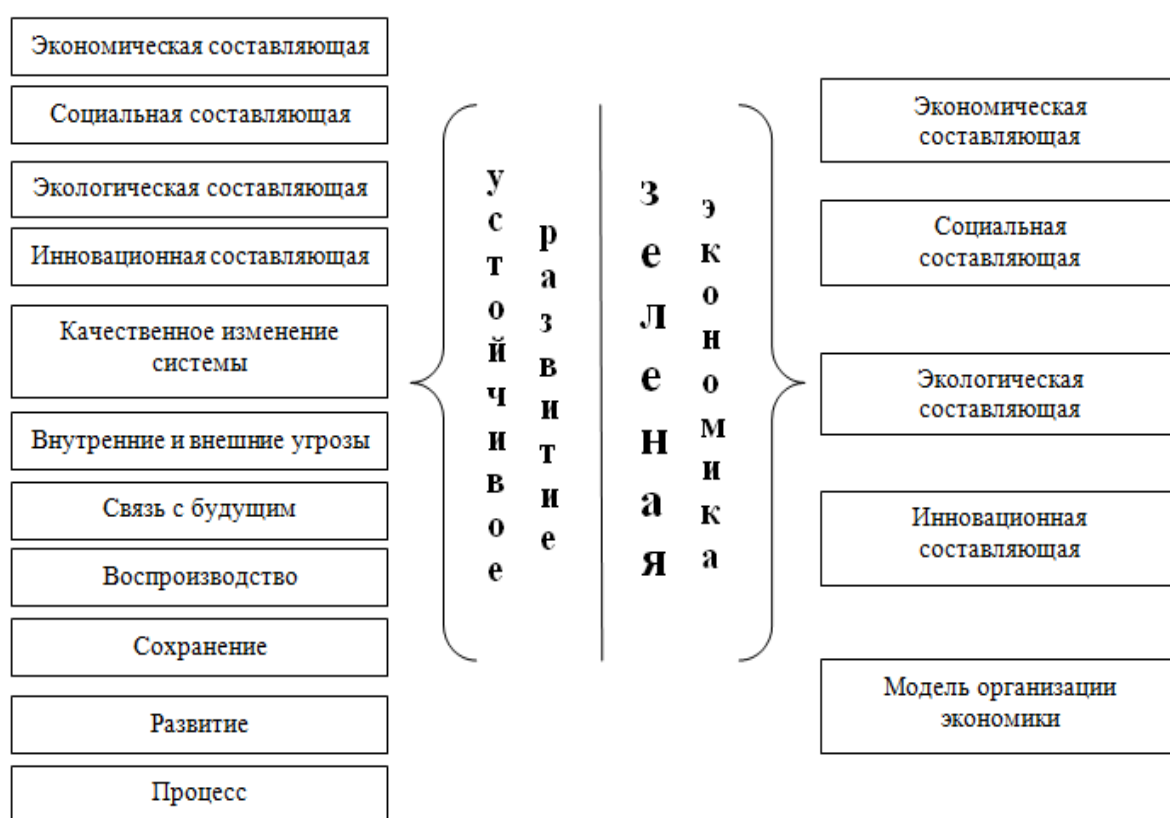 Экономическая составляющая
Социальная составляющая
Экологическая составляющая
Инновационная составляющая
Качественное изменение
системы
Внутренние и внешние угрозы
Связь с будущим
Воспроизводство
Сохранение
Развитие
Процесс
устойчивое
развитие
зеленая
экономика
Экономическая
составляющая
Социальная
составляющая
Экологическая
составляющая
Инновационная
составляющая
Модель организации
экономики